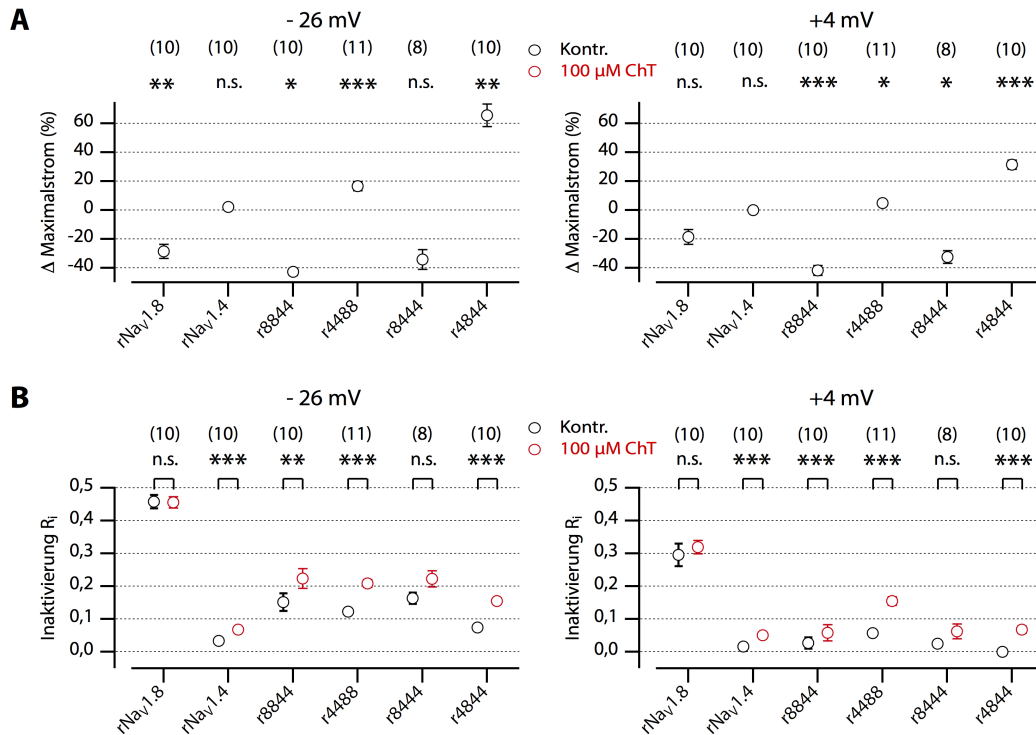 A
- 26 mV
+4 mV
(10) (10) (10) (11) (8) (10)
Kontr.
100 µM ChT
(10) (10) (10) (11) (8) (10)
** n.s. * *** n.s. **
n.s. n.s. *** * * ***
Δ Maximalstrom (%)
60
40
20
0
-20
-40
rNaV1.8 rNaV1.4 r8844 r4488 r8444 r4844
Δ Maximalstrom (%)
60
40
20
0
-20
-40
rNaV1.8 rNaV1.4 r8844 r4488 r8444 r4844
B
- 26 mV
+4 mV
(10) (10) (10) (11) (8) (10)
Kontr.
100 µM ChT
(10) (10) (10) (11) (8) (10)
n.s. *** ** *** n.s. ***
n.s. *** *** *** n.s. ***
Inaktivierung Ri
0,5
0,4
0,3
0,2
0,1
0,0
rNaV1.8 rNaV1.4 r8844 r4488 r8444 r4844
Inaktivierung Ri
0,5
0,4
0,3
0,2
0,1
0,0
rNaV1.8 rNaV1.4 r8844 r4488 r8444 r4844